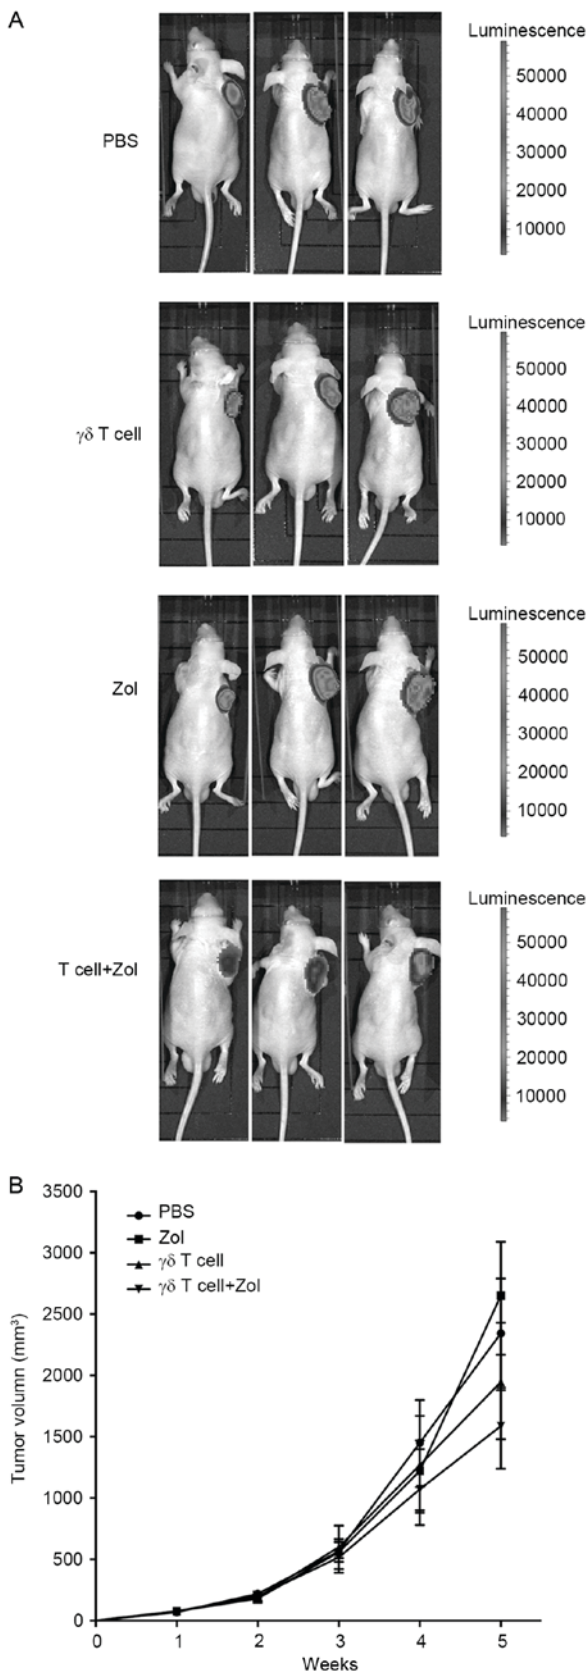 A
PBS
Luminescence
50000
40000
30000
20000
10000
γδ T cell
Luminescence
50000
40000
30000
20000
10000
Zol
Luminescence
50000
40000
30000
20000
10000
T cell+Zol
Luminescence
50000
40000
30000
20000
10000
B
PBS
Zol
γδ T cell
γδ T cell+Zol
Tumor volumn (mm³)
3500
3000
2500
2000
1500
1000
500
0
0 1 2 3 4 5
Weeks